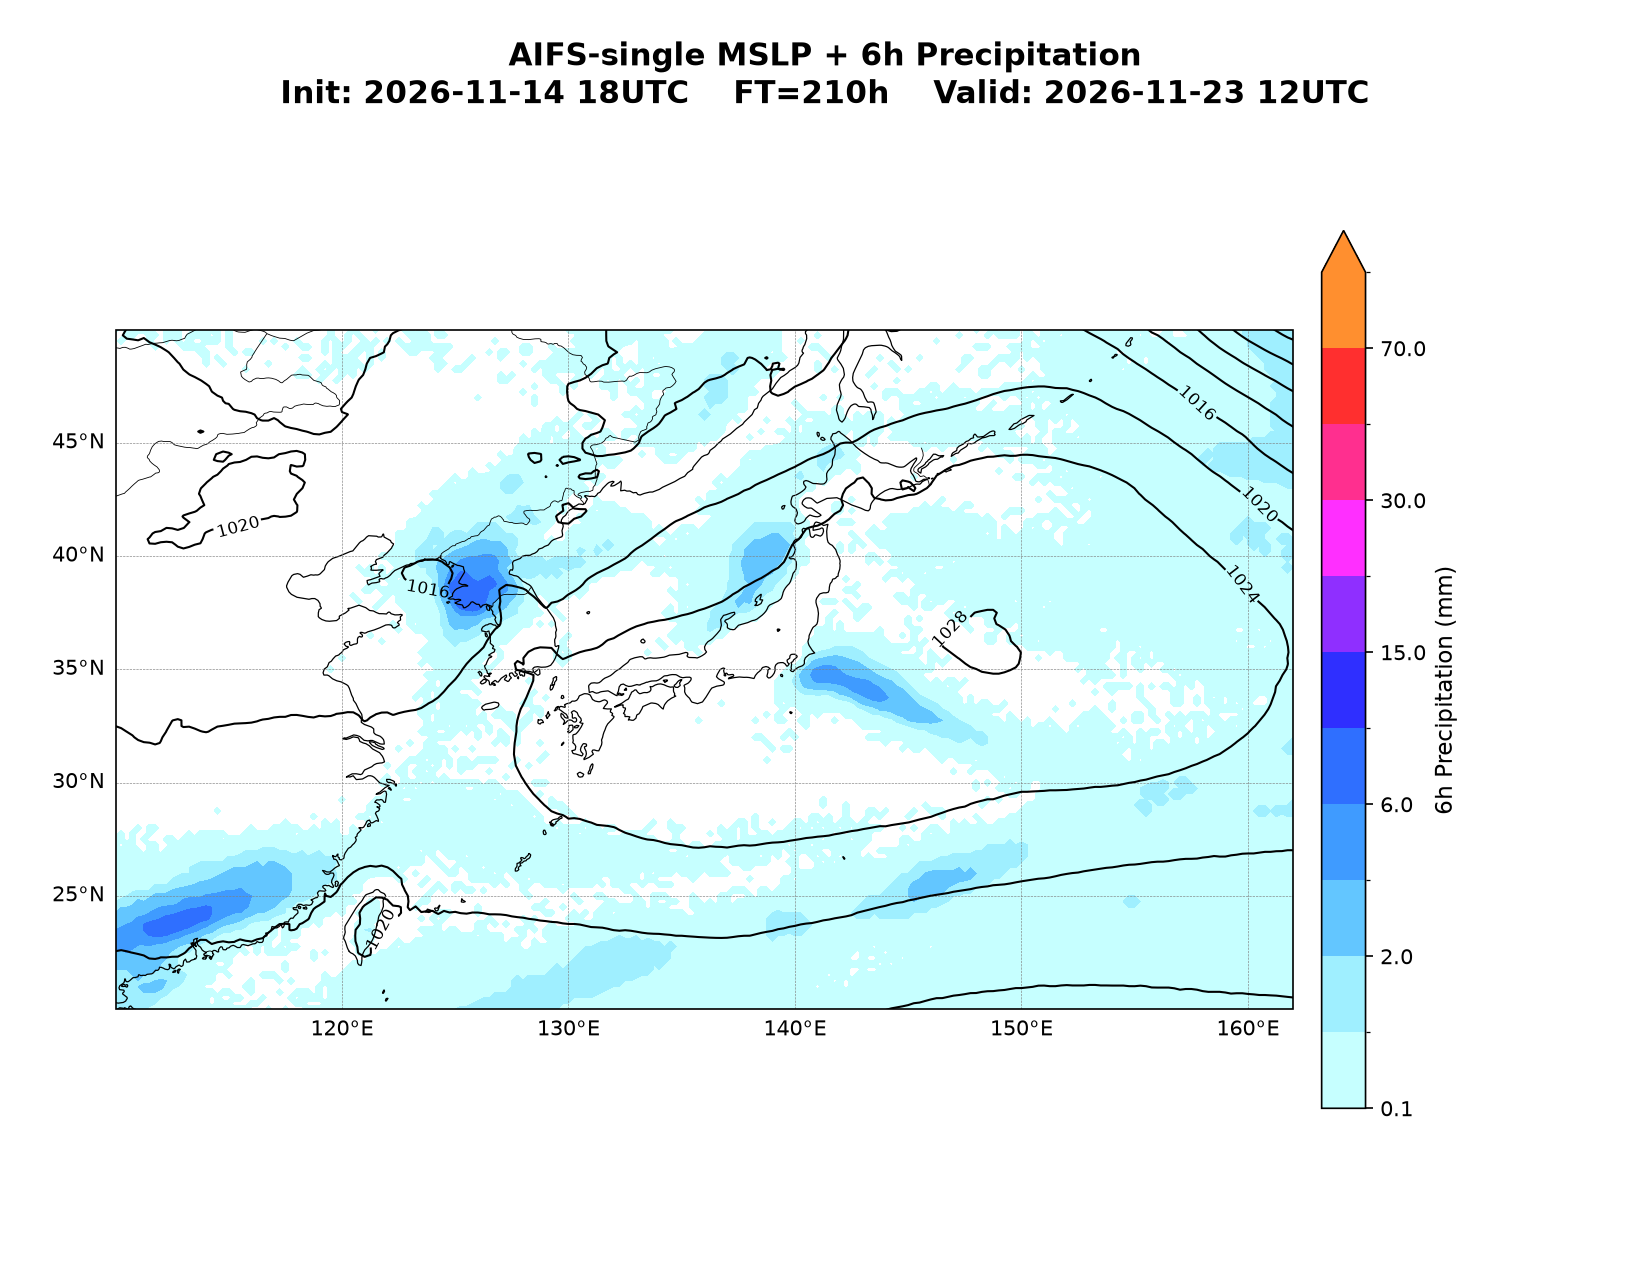 AIFS-single MSLP + 6h Precipitation
Init: 2026-11-14 18UTC    FT=210h    Valid: 2026-11-23 12UTC
45°N
40°N
35°N
30°N
25°N
120°E
130°E
140°E
150°E
160°E
1016
1020
1024
1028
1020
1016
1020
70.0
30.0
15.0
6.0
2.0
0.1
6h Precipitation (mm)